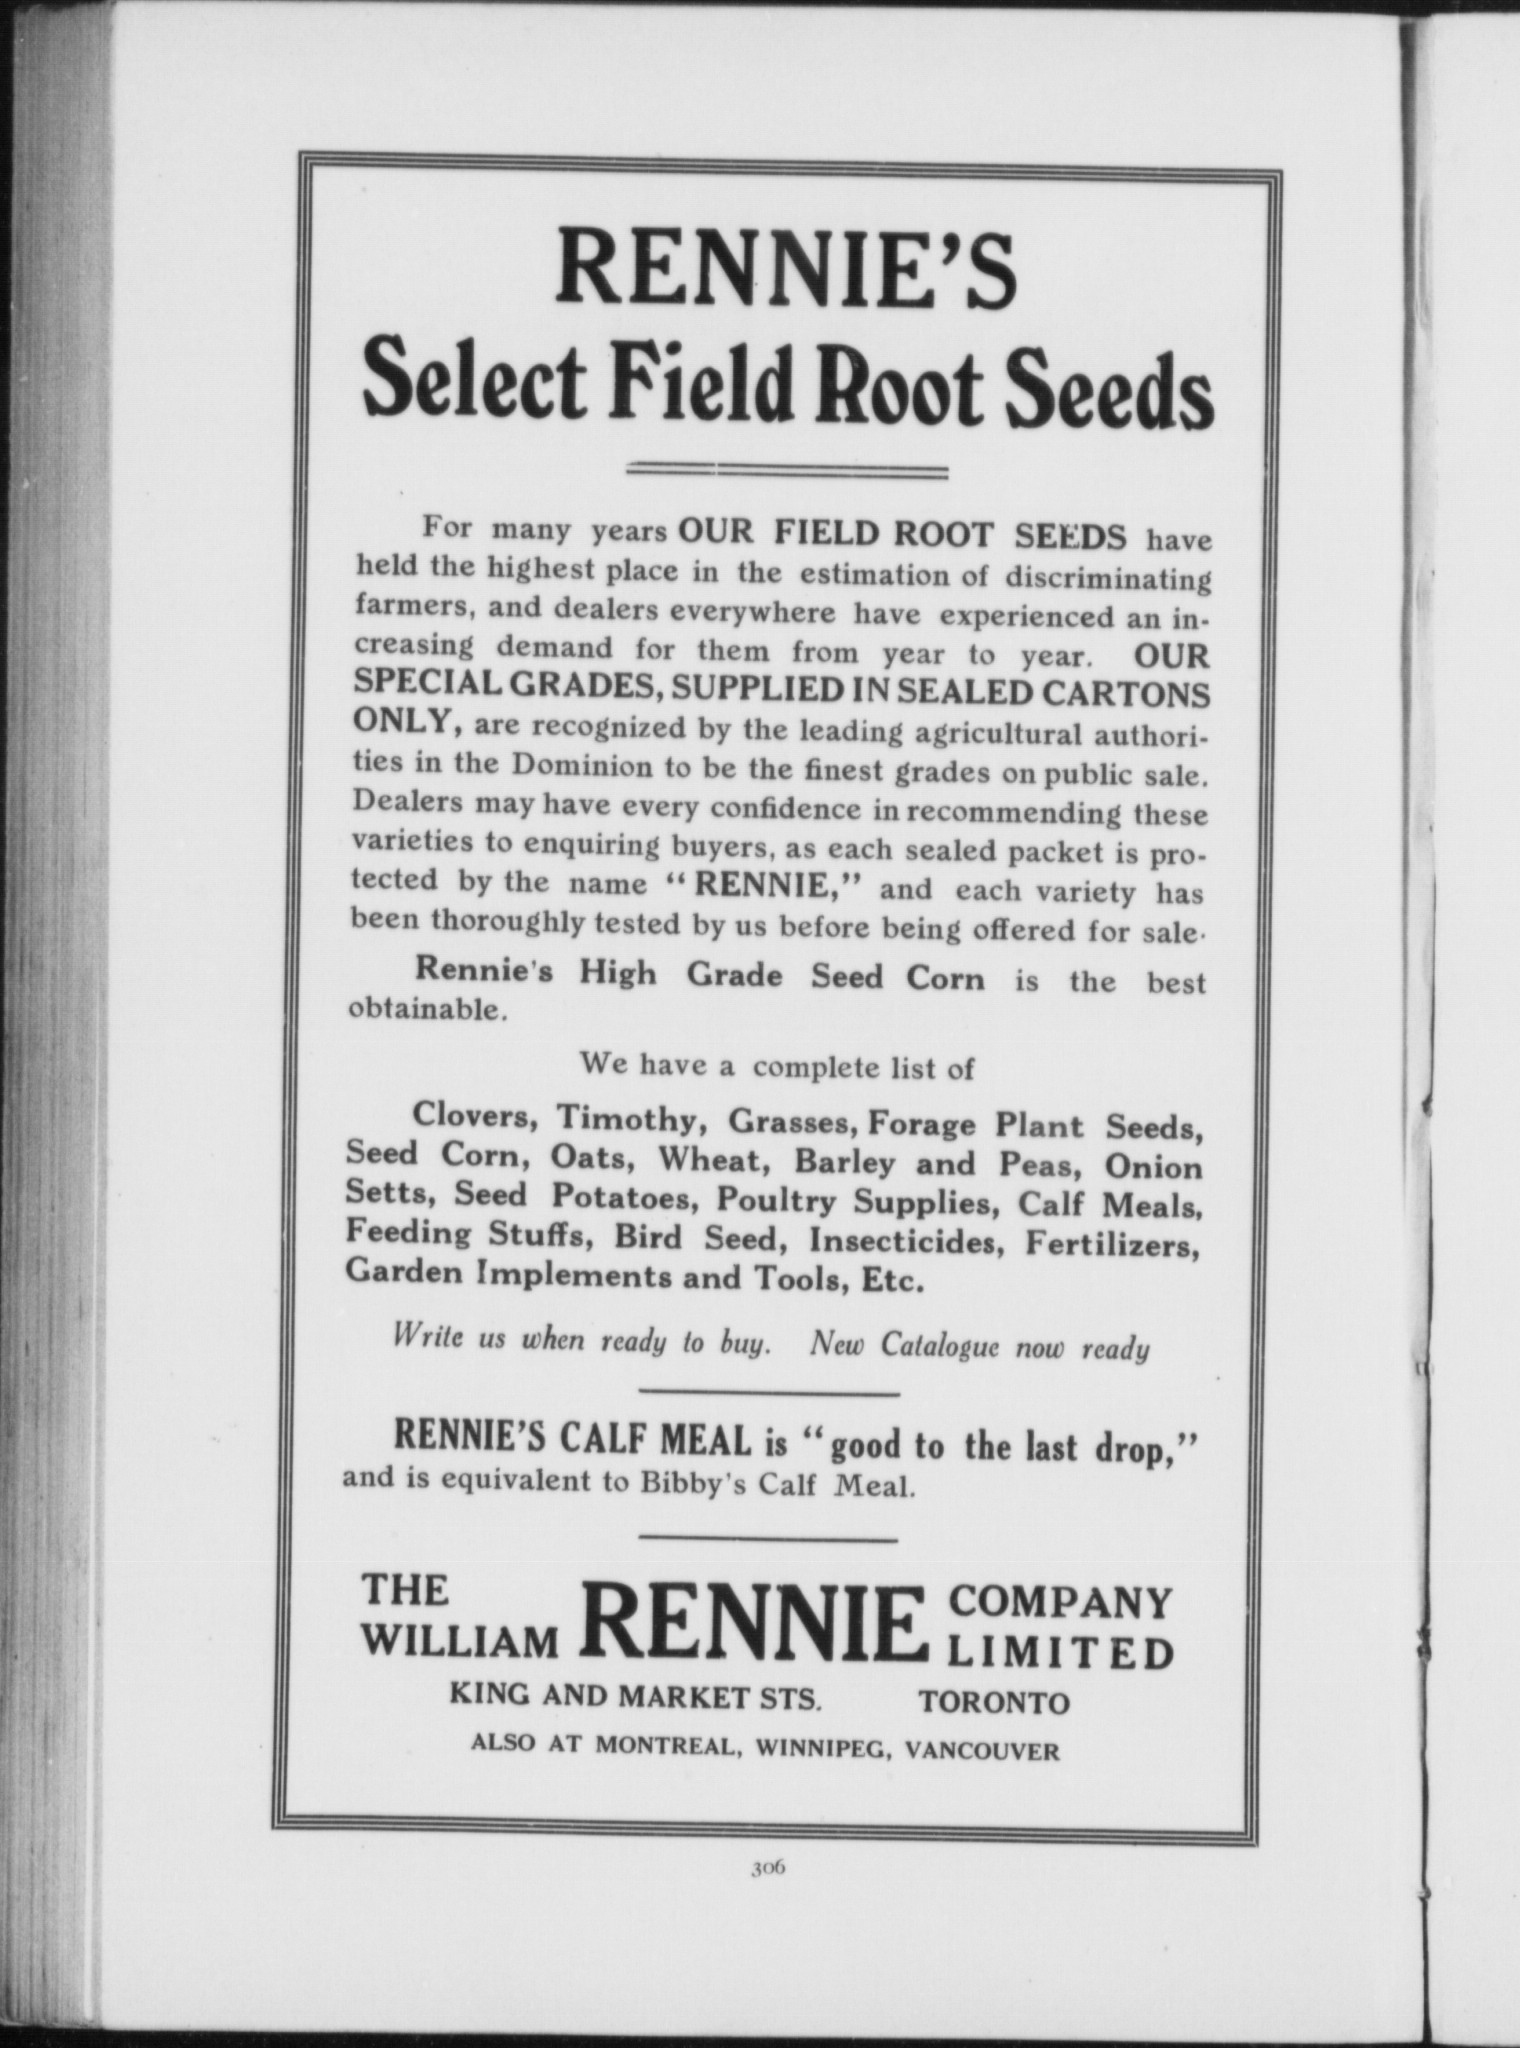 RENNIE'S
Select Field Root Seeds
For many years OUR FIELD ROOT SEEDS have
held the highest place in the estimation of discriminating
farmers, and dealers everywhere have experienced an in-
creasing demand for them from year to year. OUR
SPECIAL GRADES, SUPPLIED IN SEALED CARTONS
ONLY, are recognized by the leading agricultural authori-
ties in the Dominion to be the finest grades on public sale.
Dealers may have every confidence in recommending these
varieties to enquiring buyers, as each sealed packet is pro-
tected by the name "RENNIE," and each variety has
been thoroughly tested by us before being offered for sale.
Rennie's High Grade Seed Corn is the best
obtainable.
We have a complete list of
Clovers, Timothy, Grasses, Forage Plant Seeds,
Seed Corn, Oats, Wheat, Barley and Peas, Onion
Setts, Seed Potatoes, Poultry Supplies, Calf Meals,
Feeding Stuffs, Bird Seed, Insecticides, Fertilizers,
Garden Implements and Tools, Etc.
Write us when ready to buy. New Catalogue now ready
RENNIE'S CALF MEAL is "good to the last drop,"
and is equivalent to Bibby's Calf Meal.
THE WILLIAM RENNIE COMPANY LIMITED
KING AND MARKET STS. TORONTO
ALSO AT MONTREAL, WINNIPEG, VANCOUVER
306